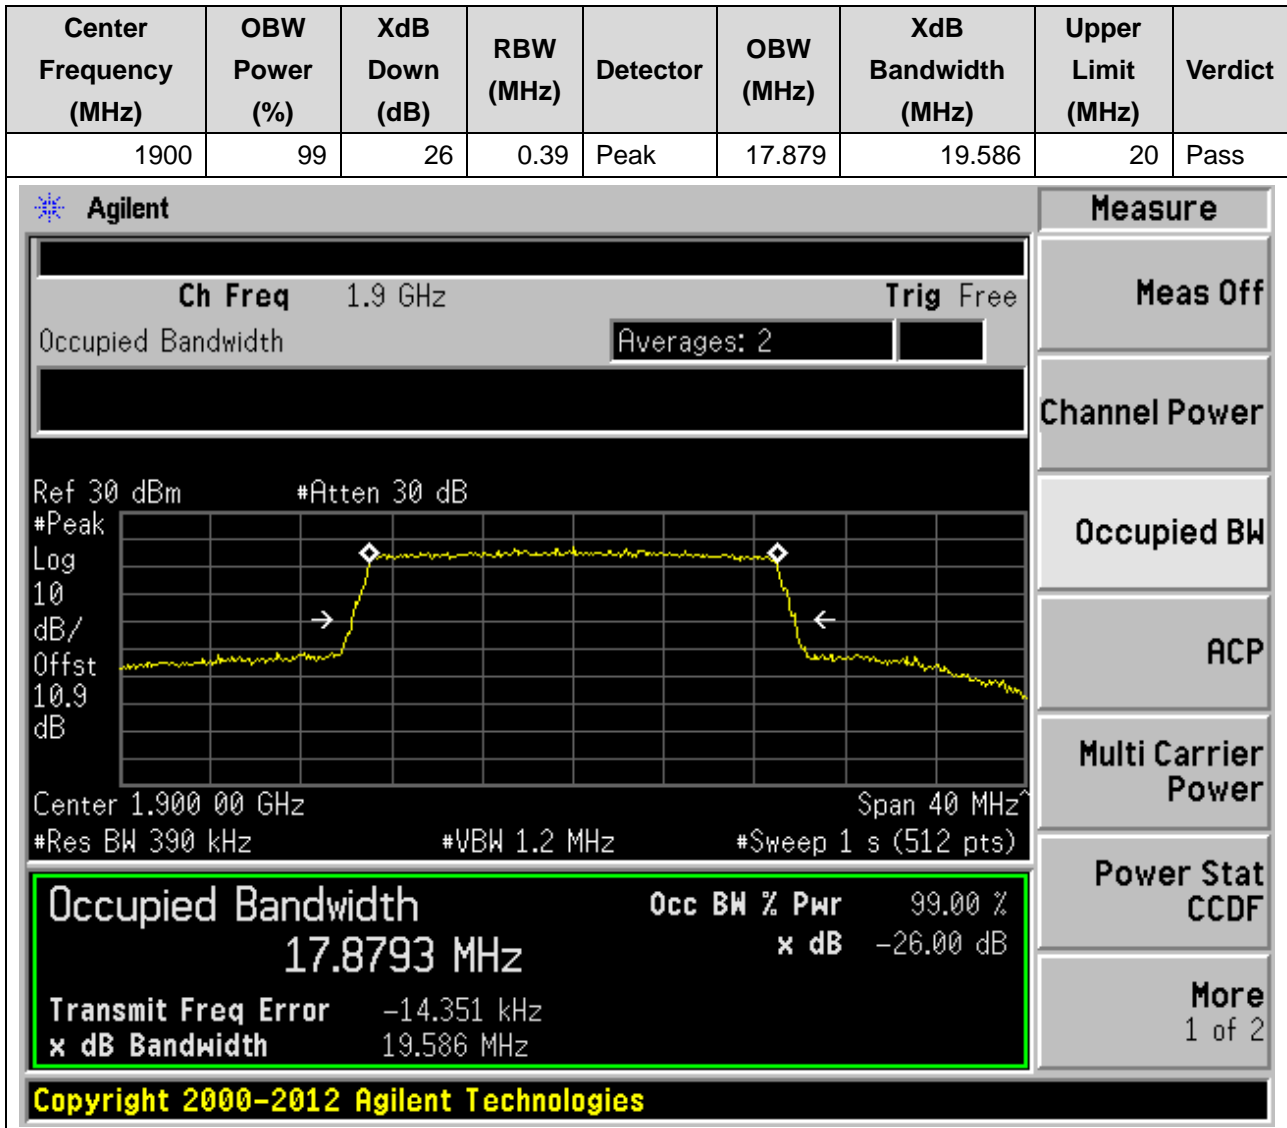 Center Frequency (MHz) OBW Power (%) XdB Down (dB) RBW (MHz) Detector OBW (MHz) XdB Bandwidth (MHz) Upper Limit (MHz) Verdict
1900 99 26 0.39 Peak 17.879 19.586 20 Pass
Agilent
Measure
Ch Freq 1.9 GHz Trig Free
Meas Off
Occupied Bandwidth Averages: 2
Channel Power
Ref 30 dBm #Atten 30 dB
#Peak
Log
10
dB/
Offst
10.9
dB
Occupied BW
ACP
Multi Carrier
Power
Center 1.900 00 GHz Span 40 MHz^
#Res BW 390 kHz #VBW 1.2 MHz #Sweep 1 s (512 pts)
Power Stat
CCDF
Occupied Bandwidth Occ BW % Pwr 99.00 %
17.8793 MHz x dB -26.00 dB
More
1 of 2
Transmit Freq Error -14.351 kHz
x dB Bandwidth 19.586 MHz
Copyright 2000-2012 Agilent Technologies